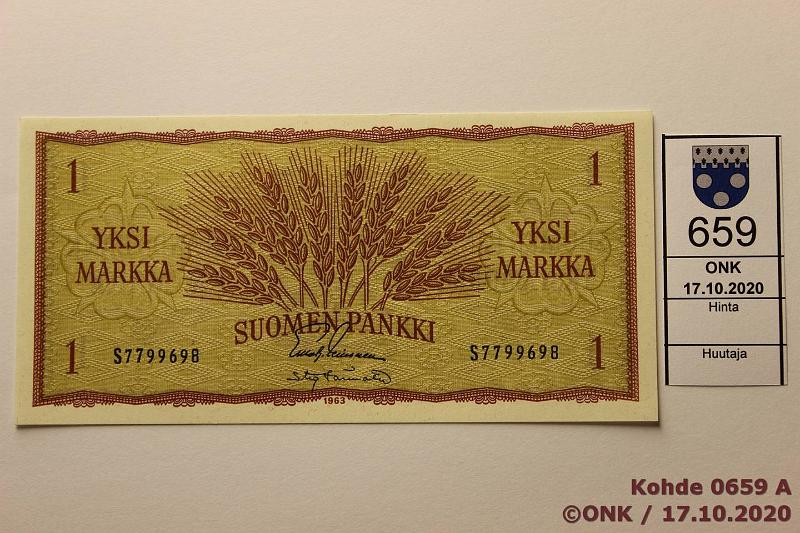 1
1
YKSI
MARKKA
YKSI
MARKKA
SUOMEN PANKKI
1
S7799698
S7799698
1
1963
659
ONK
17.10.2020
Hinta
Huutaja
Kohde 0659 A
©ONK / 17.10.2020